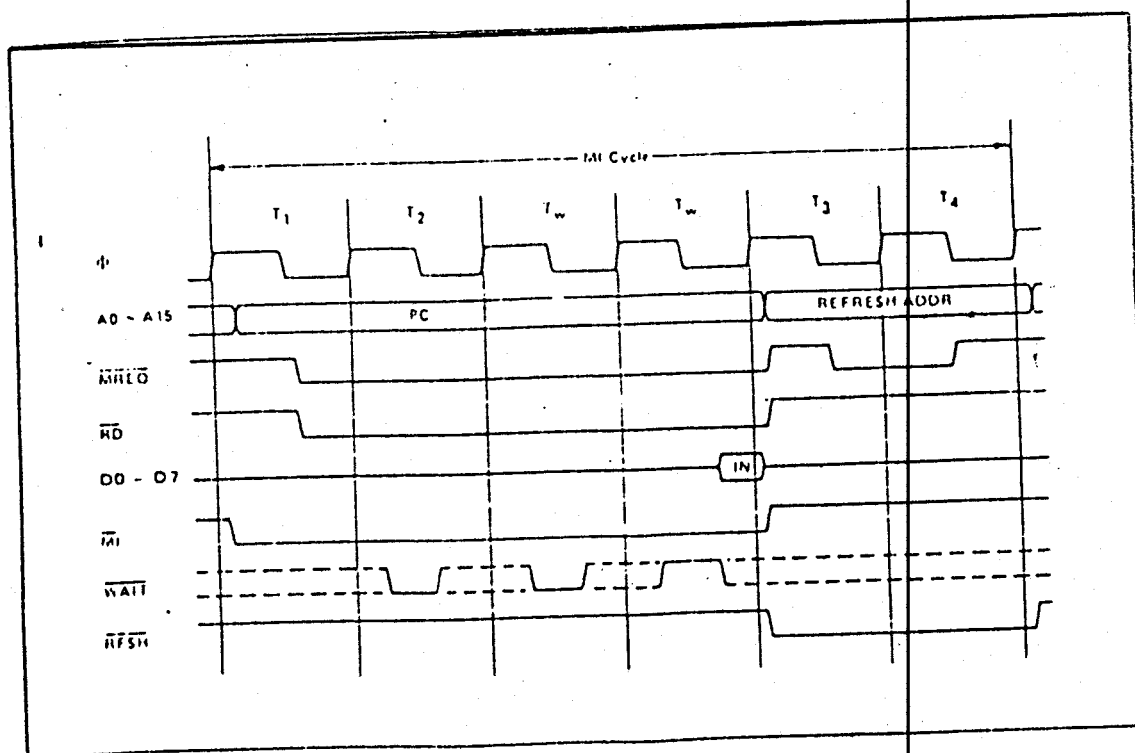 M1 Cycle
T1 T2 Tw Tw T3 T4
Φ
A0 ~ A15 PC REFRESH ADDR
MREQ
RD
D0 ~ D7 IN
M1
WAIT
RFSH